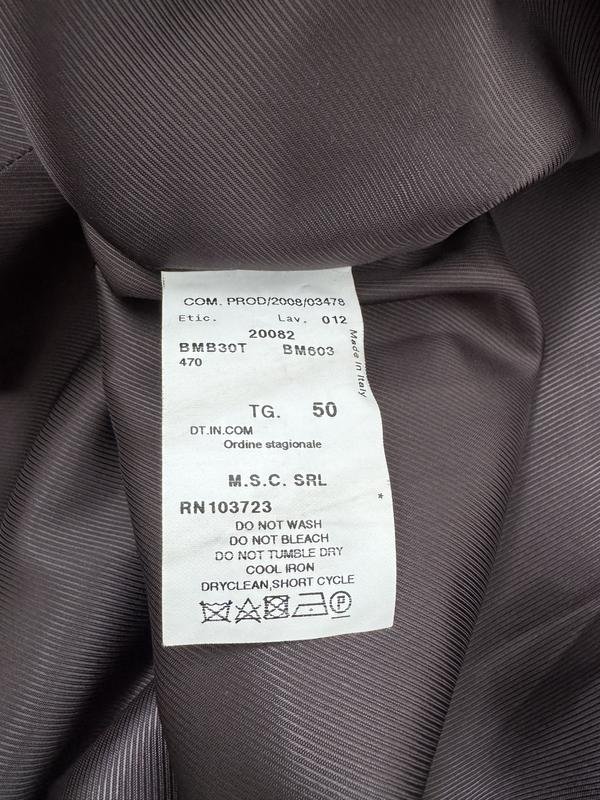 COM. PROD/2008/03478
Etic. Lav. 012
20082
BMB30T BM603
470
Made in Italy
TG. 50
DT.IN.COM
Ordine stagionale
M.S.C. SRL
*
RN103723
DO NOT WASH
DO NOT BLEACH
DO NOT TUMBLE DRY
COOL IRON
DRYCLEAN,SHORT CYCLE
P